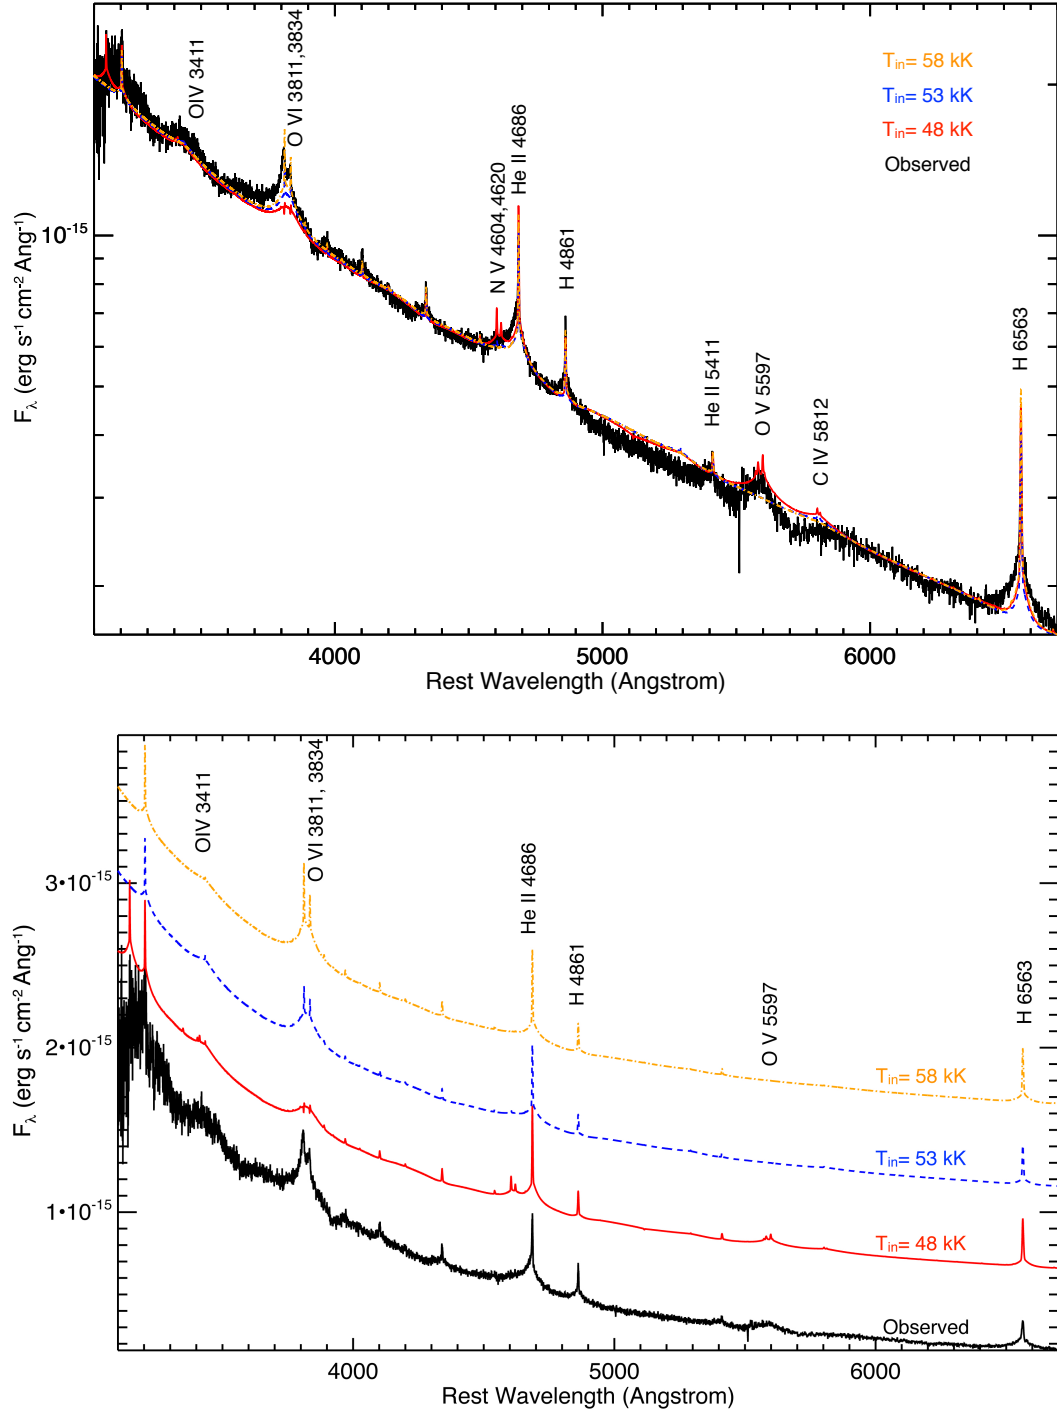 OIV 3411
O VI 3811,3834
N V 4604,4620
He II 4686
H 4861
He II 5411
O V 5597
C IV 5812
H 6563
T_in= 58 kK
T_in= 53 kK
T_in= 48 kK
Observed
10⁻¹⁵
F_λ (erg s⁻¹ cm⁻² Ang⁻¹)
4000 5000 6000
Rest Wavelength (Angstrom)
OIV 3411
O VI 3811, 3834
He II 4686
H 4861
O V 5597
H 6563
T_in= 58 kK
T_in= 53 kK
T_in= 48 kK
Observed
3•10⁻¹⁵
2•10⁻¹⁵
1•10⁻¹⁵
F_λ (erg s⁻¹ cm⁻² Ang⁻¹)
4000 5000 6000
Rest Wavelength (Angstrom)